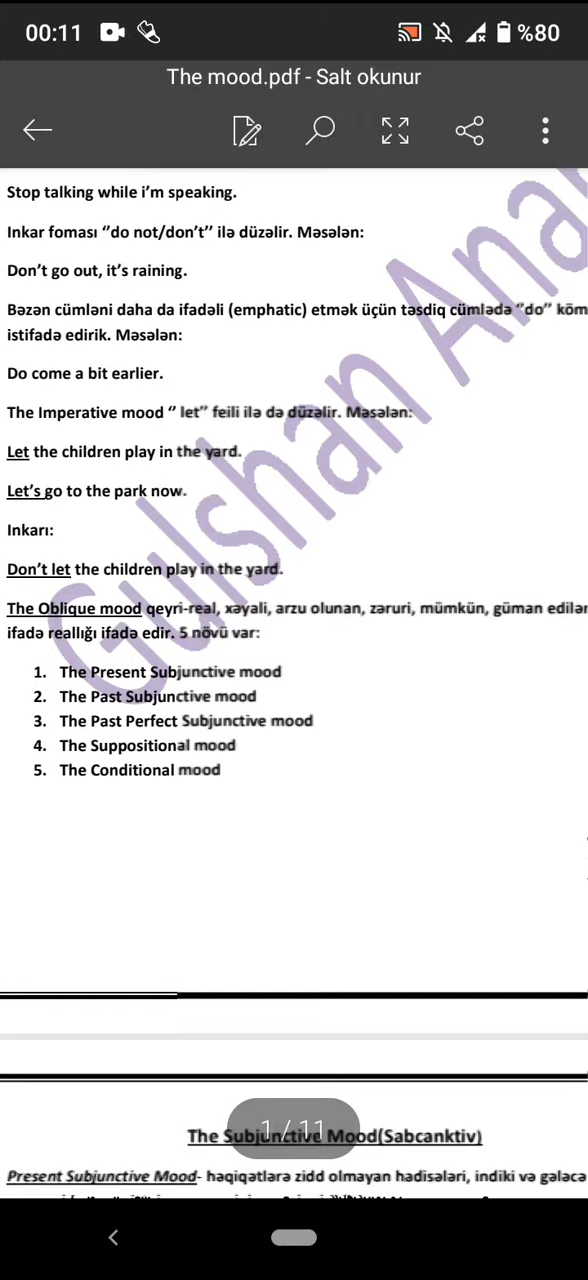 00:11 %80
The mood.pdf - Salt okunur
Stop talking while i'm speaking.
Inkar foması ‘’do not/don’t’’ ilə düzəlir. Məsələn:
Don’t go out, it’s raining.
Bəzən cümləni daha da ifadəli (emphatic) etmək üçün təsdiq cümlədə ‘’do’’ köm
istifadə edirik. Məsələn:
Do come a bit earlier.
The Imperative mood ‘’ let’’ feili ilə də düzəlir. Məsələn:
Let the children play in the yard.
Let’s go to the park now.
Inkarı:
Don’t let the children play in the yard.
The Oblique mood qeyri-real, xəyali, arzu olunan, zəruri, mümkün, güman edilən
ifadə reallığı ifadə edir. 5 növü var:
1. The Present Subjunctive mood
2. The Past Subjunctive mood
3. The Past Perfect Subjunctive mood
4. The Suppositional mood
5. The Conditional mood
Gulshan Ana
1 / 11
The Subjunctive Mood(Sabcanktiv)
Present Subjunctive Mood- həqiqətlərə zidd olmayan hadisələri, indiki və gələcə